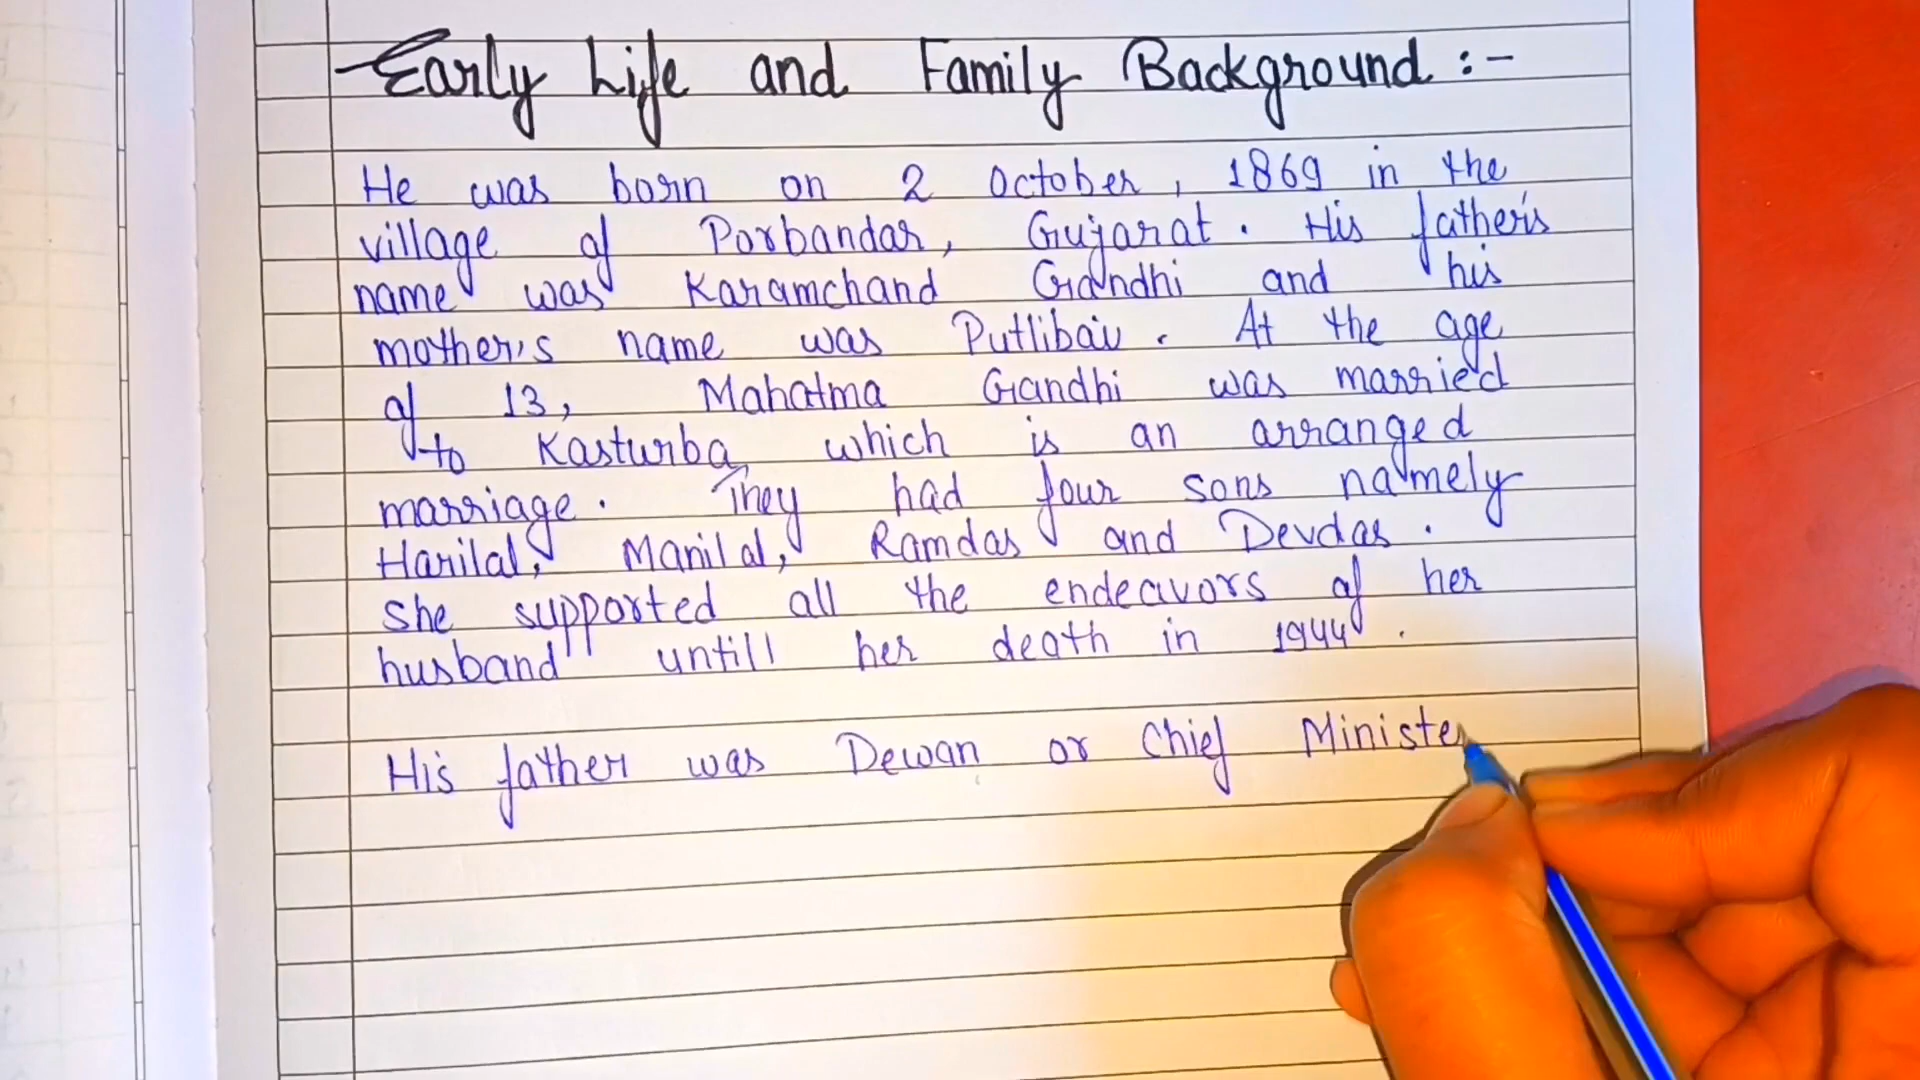 Early Life and Family Background :-
He was born on 2 October, 1869 in the
village of Porbandar, Gujarat. His father's
name was Karamchand Gandhi and his
mother's name was Putlibai. At the age
of 13, Mahatma Gandhi was married
to Kasturba which is an arranged
marriage. They had four sons namely
Harilal, Manilal, Ramdas and Devdas.
She supported all the endeavors of her
husband untill her death in 1944.
His father was Dewan or Chief Ministe